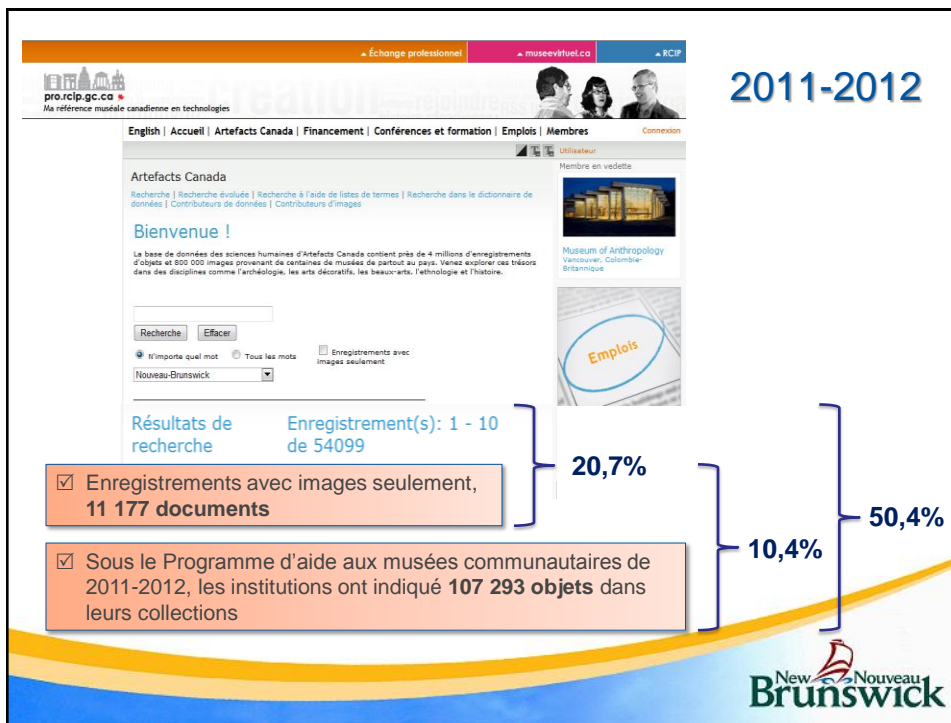 Échange professionnel
museevirtuel.ca
RCIP
2011-2012
pro.rcip.gc.ca
Ma référence muséale canadienne en technologies
création
rejoindre
English | Accueil | Artefacts Canada | Financement | Conférences et formation | Emplois | Membres
Connexion
Utilisateur
Artefacts Canada
Recherche | Recherche évoluée | Recherche à l'aide de listes de termes | Recherche dans le dictionnaire de
données | Contributeurs de données | Contributeurs d'images
Bienvenue !
La base de données des sciences humaines d'Artefacts Canada contient près de 4 millions d'enregistrements
d'objets et 800 000 images provenant de centaines de musées de partout au pays. Venez explorer ces trésors
dans des disciplines comme l'archéologie, les arts décoratifs, les beaux-arts, l'ethnologie et l'histoire.
Membre en vedette
Museum of Anthropology
Vancouver, Colombie-
Britannique
Recherche
Effacer
N'importe quel mot
Tous les mots
Enregistrements avec
images seulement
Nouveau-Brunswick
Emplois
Résultats de
recherche
Enregistrement(s): 1 - 10
de 54099
20,7%
☑ Enregistrements avec images seulement,
11 177 documents
50,4%
10,4%
☑ Sous le Programme d'aide aux musées communautaires de
2011-2012, les institutions ont indiqué 107 293 objets dans
leurs collections
New Nouveau
Brunswick